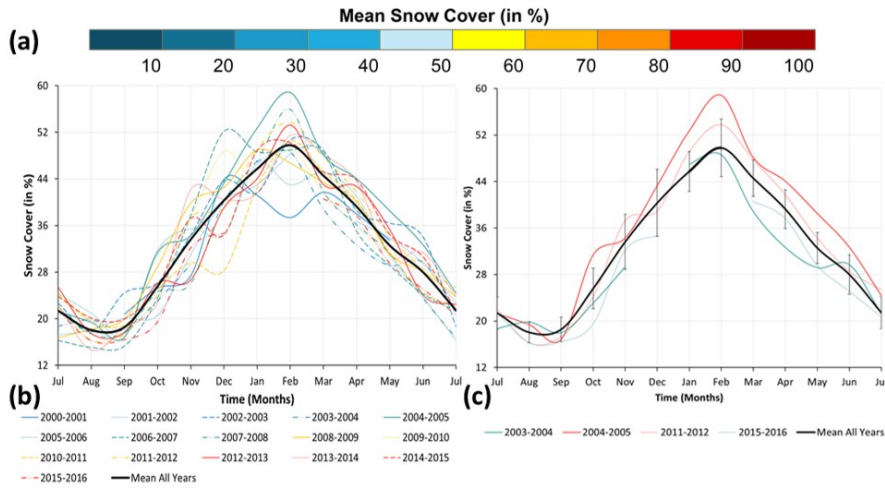 Mean Snow Cover (in %)
(a)
10 20 30 40 50 60 70 80 90 100
60
52
44
36
28
20
12
Snow Cover (in %)
Jul Aug Sep Oct Nov Dec Jan Feb Mar Apr May Jun Jul
Time (Months)
(b)
2000-2001 2001-2002 2002-2003 2003-2004 2004-2005
2005-2006 2006-2007 2007-2008 2008-2009 2009-2010
2010-2011 2011-2012 2012-2013 2013-2014 2014-2015
2015-2016 Mean All Years
60
52
44
36
28
20
12
Snow Cover (in %)
Jul Aug Sep Oct Nov Dec Jan Feb Mar Apr May Jun Ju
Time (Months)
(c)
2003-2004 2004-2005 2011-2012 2015-2016 Mean All Years